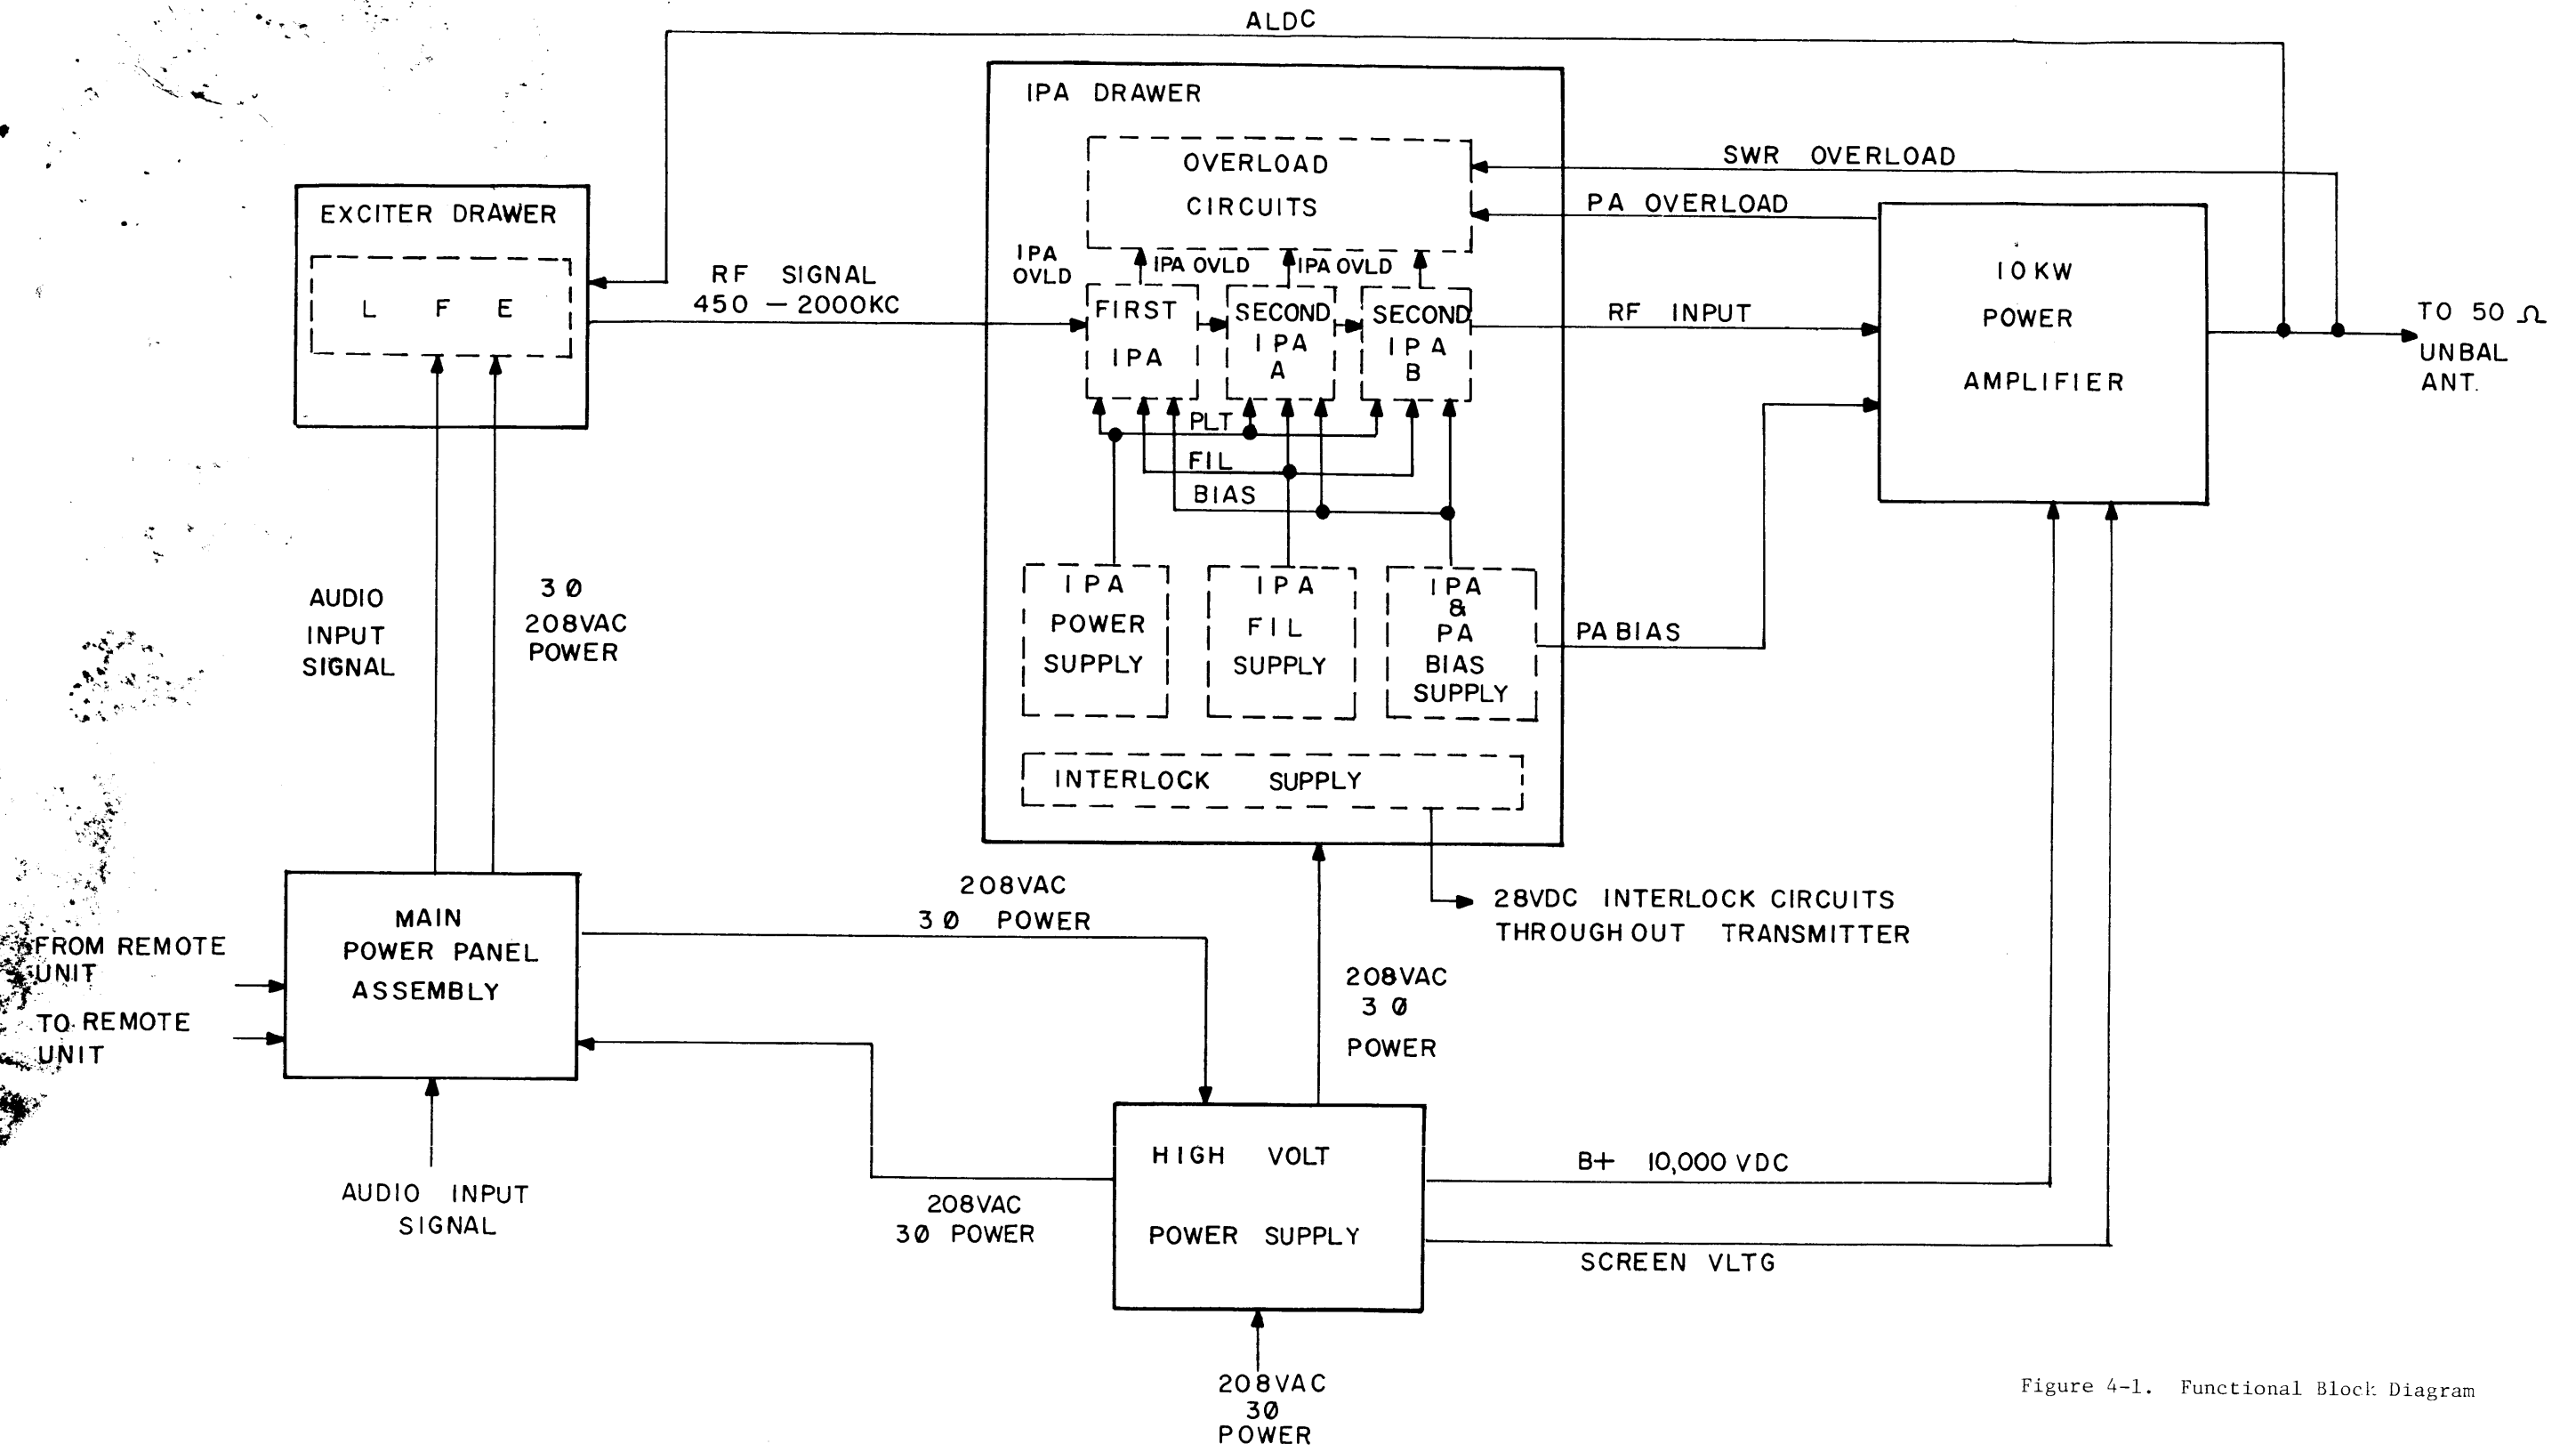 ALDC
IPA DRAWER
OVERLOAD
CIRCUITS
SWR OVERLOAD
PA OVERLOAD
EXCITER DRAWER
L F E
RF SIGNAL
450 — 2000KC
IPA
OVLD
IPA OVLD
IPA OVLD
FIRST
IPA
SECOND
IPA
A
SECOND
IPA
B
RF INPUT
10KW
POWER
AMPLIFIER
TO 50 Ω
UNBAL
ANT.
PLT
FIL
BIAS
AUDIO
INPUT
SIGNAL
3 Ø
208VAC
POWER
IPA
POWER
SUPPLY
IPA
FIL
SUPPLY
IPA
&
PA
BIAS
SUPPLY
PA BIAS
INTERLOCK SUPPLY
28VDC INTERLOCK CIRCUITS
THROUGHOUT TRANSMITTER
MAIN
POWER PANEL
ASSEMBLY
FROM REMOTE
UNIT
TO REMOTE
UNIT
AUDIO INPUT
SIGNAL
208VAC
3 Ø POWER
208VAC
3 Ø
POWER
208VAC
3Ø POWER
HIGH VOLT
POWER SUPPLY
B+ 10,000 VDC
SCREEN VLTG
208VAC
3Ø
POWER
Figure 4-1. Functional Block Diagram